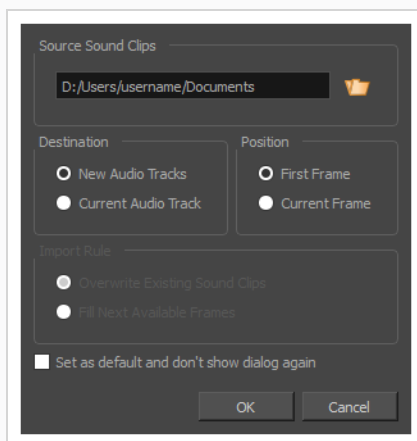 Source Sound Clips
D:/Users/username/Documents
Destination
Position
New Audio Tracks
First Frame
Current Audio Track
Current Frame
Import Rule
Overwrite Existing Sound Clips
Fill Next Available Frames
Set as default and don't show dialog again
OK
Cancel